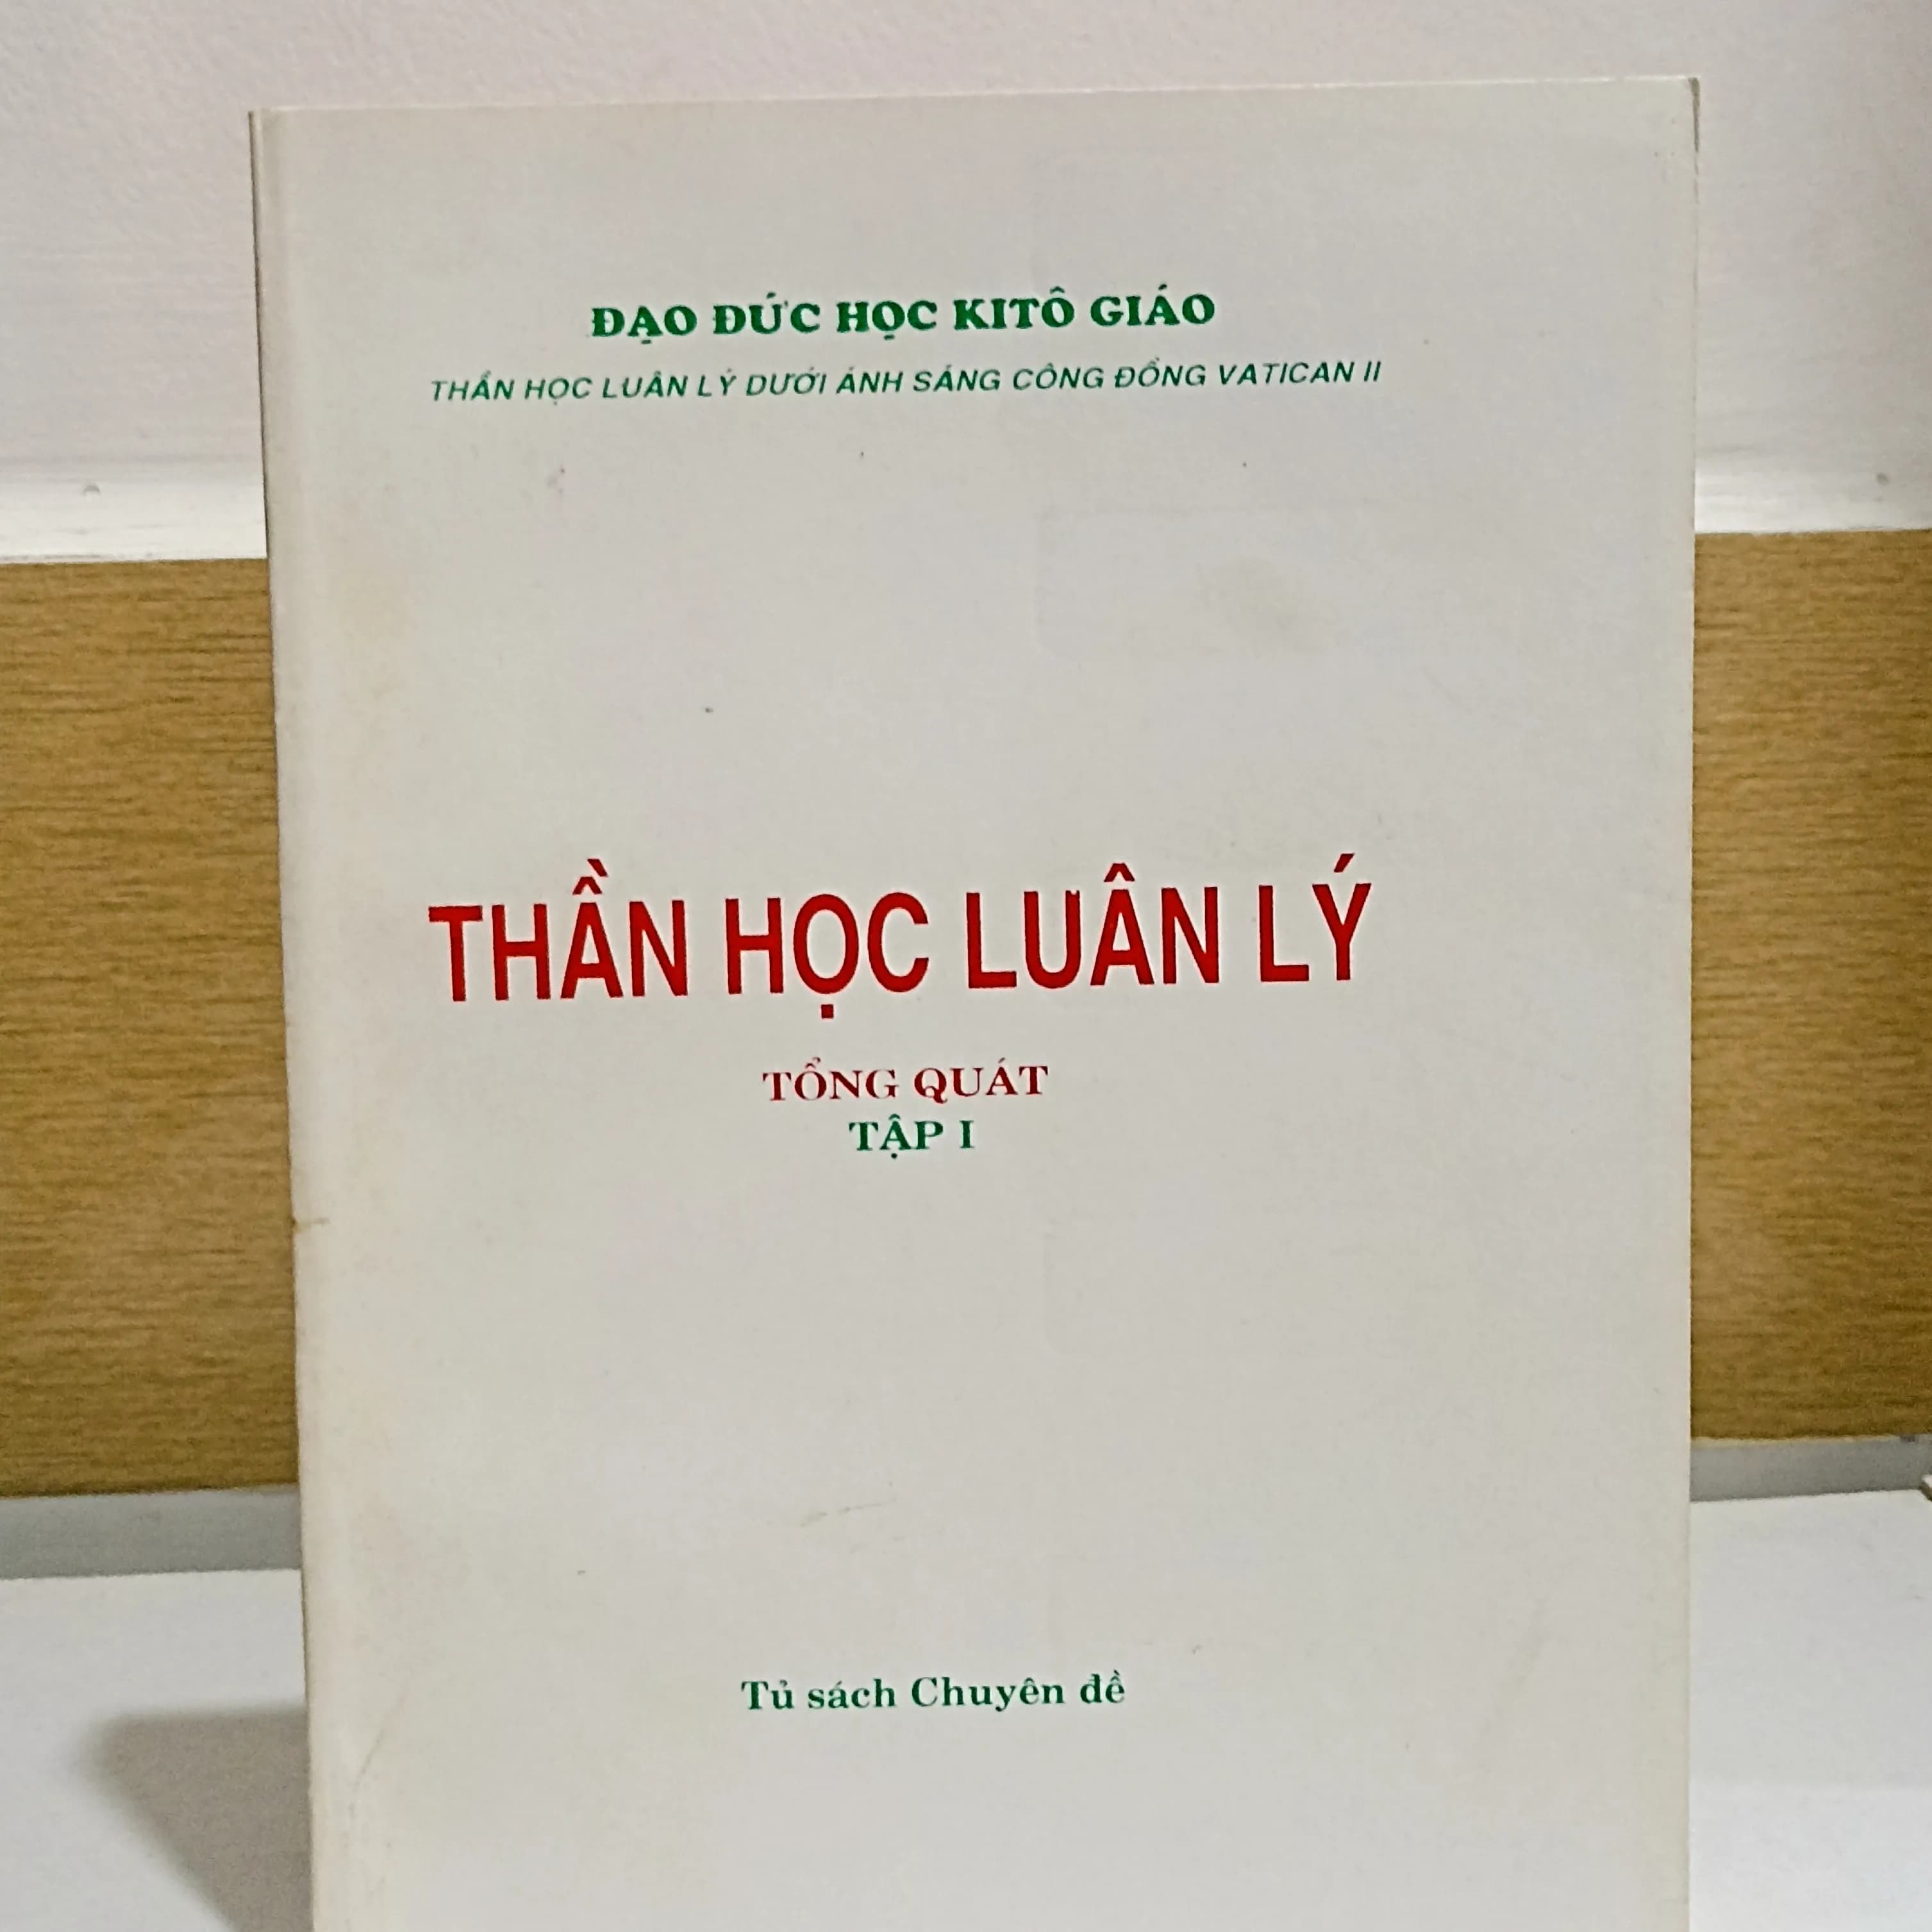 ĐẠO ĐỨC HỌC KITÔ GIÁO
THẦN HỌC LUÂN LÝ DƯỚI ÁNH SÁNG CÔNG ĐỒNG VATICAN II
THẦN HỌC LUÂN LÝ
TỔNG QUÁT
TẬP I
Tủ sách Chuyên đề